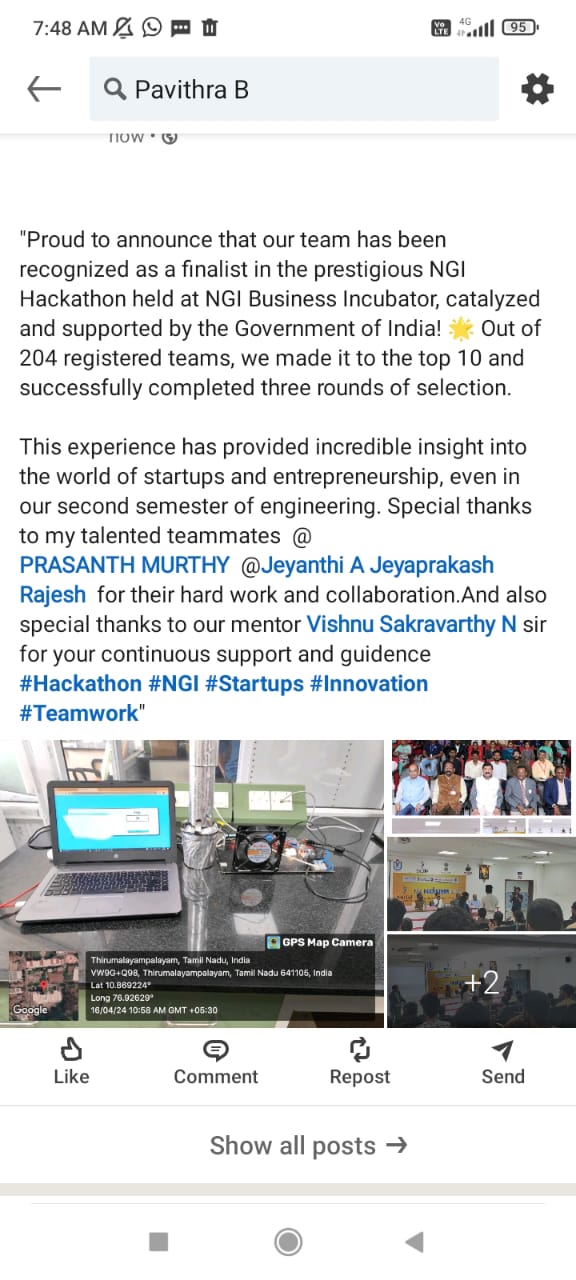 7:48 AM
Vo LTE 4G 95
Pavithra B
now •
"Proud to announce that our team has been
recognized as a finalist in the prestigious NGI
Hackathon held at NGI Business Incubator, catalyzed
and supported by the Government of India! 🌟 Out of
204 registered teams, we made it to the top 10 and
successfully completed three rounds of selection.
This experience has provided incredible insight into
the world of startups and entrepreneurship, even in
our second semester of engineering. Special thanks
to my talented teammates @
PRASANTH MURTHY @Jeyanthi A Jeyaprakash
Rajesh for their hard work and collaboration.And also
special thanks to our mentor Vishnu Sakravarthy N sir
for your continuous support and guidence
#Hackathon #NGI #Startups #Innovation
#Teamwork"
GPS Map Camera
Thirumalayampalayam, Tamil Nadu, India
VW9G+Q98, Thirumalayampalayam, Tamil Nadu 641105, India
Lat 10.869224°
Long 76.92629°
16/04/24 10:58 AM GMT +05:30
Google
+2
Like
Comment
Repost
Send
Show all posts →